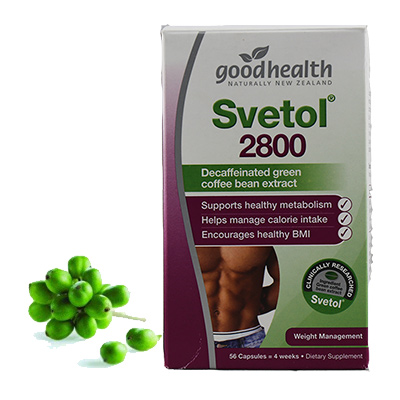 goodhealth
NATURALLY NEW ZEALAND
Svetol®
2800
Decaffeinated green
coffee bean extract
Supports healthy metabolism
Helps manage calorie intake
Encourages healthy BMI
CLINICALLY RESEARCHED
Svetol®
Weight Management
56 Capsules = 4 weeks • Dietary Supplement